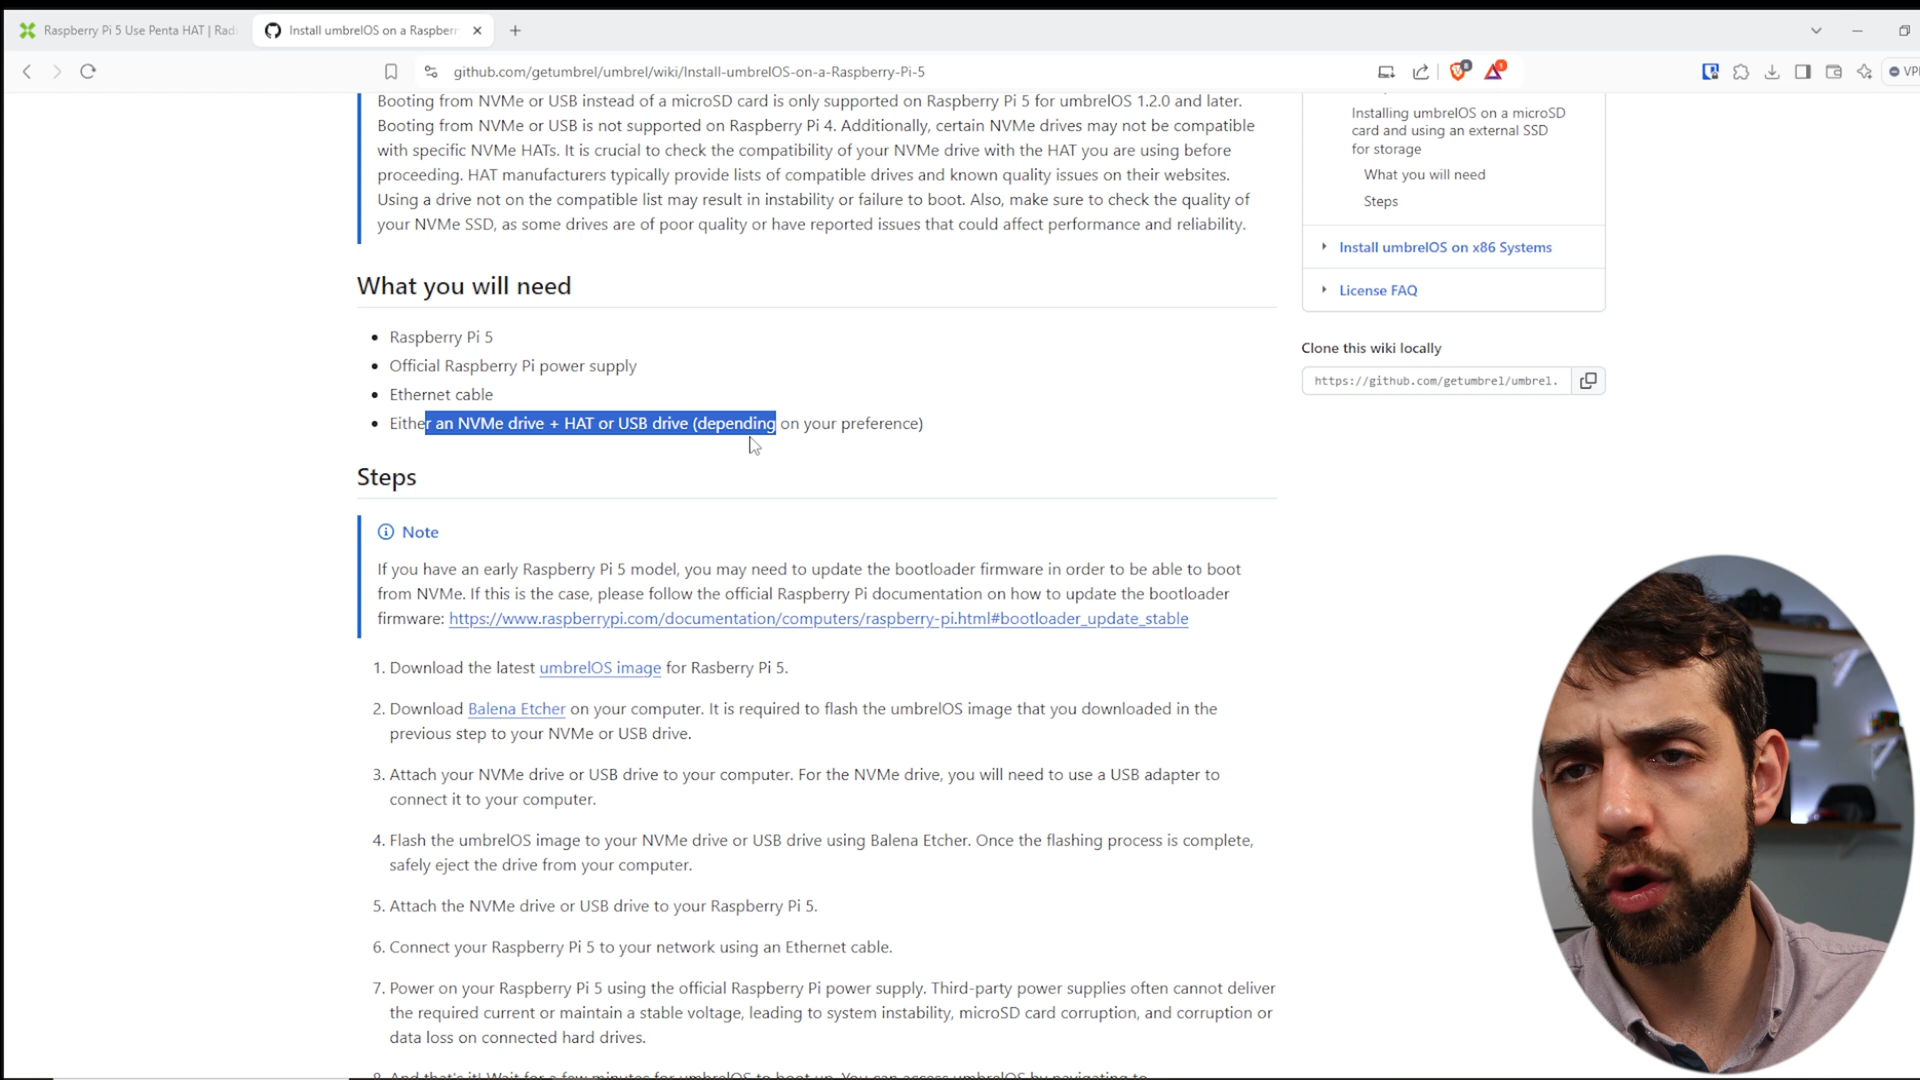 Raspberry Pi 5 Use Penta HAT | Rad
Install umbrelOS on a Raspberr
github.com/getumbrel/umbrel/wiki/Install-umbrelOS-on-a-Raspberry-Pi-5
VPN
Booting from NVMe or USB instead of a microSD card is only supported on Raspberry Pi 5 for umbrelOS 1.2.0 and later.
Booting from NVMe or USB is not supported on Raspberry Pi 4. Additionally, certain NVMe drives may not be compatible
with specific NVMe HATs. It is crucial to check the compatibility of your NVMe drive with the HAT you are using before
proceeding. HAT manufacturers typically provide lists of compatible drives and known quality issues on their websites.
Using a drive not on the compatible list may result in instability or failure to boot. Also, make sure to check the quality of
your NVMe SSD, as some drives are of poor quality or have reported issues that could affect performance and reliability.
What you will need
Raspberry Pi 5
Official Raspberry Pi power supply
Ethernet cable
Either an NVMe drive + HAT or USB drive (depending on your preference)
Steps
Note
If you have an early Raspberry Pi 5 model, you may need to update the bootloader firmware in order to be able to boot
from NVMe. If this is the case, please follow the official Raspberry Pi documentation on how to update the bootloader
firmware: https://www.raspberrypi.com/documentation/computers/raspberry-pi.html#bootloader_update_stable
1. Download the latest umbrelOS image for Rasberry Pi 5.
2. Download Balena Etcher on your computer. It is required to flash the umbrelOS image that you downloaded in the
previous step to your NVMe or USB drive.
3. Attach your NVMe drive or USB drive to your computer. For the NVMe drive, you will need to use a USB adapter to
connect it to your computer.
4. Flash the umbrelOS image to your NVMe drive or USB drive using Balena Etcher. Once the flashing process is complete,
safely eject the drive from your computer.
5. Attach the NVMe drive or USB drive to your Raspberry Pi 5.
6. Connect your Raspberry Pi 5 to your network using an Ethernet cable.
7. Power on your Raspberry Pi 5 using the official Raspberry Pi power supply. Third-party power supplies often cannot deliver
the required current or maintain a stable voltage, leading to system instability, microSD card corruption, and corruption or
data loss on connected hard drives.
8. And that's it! Wait for a few minutes for umbrelOS to boot up. You can access umbrelOS by navigating to
Installing umbrelOS on a microSD
card and using an external SSD
for storage
What you will need
Steps
Install umbrelOS on x86 Systems
License FAQ
Clone this wiki locally
https://github.com/getumbrel/umbrel.